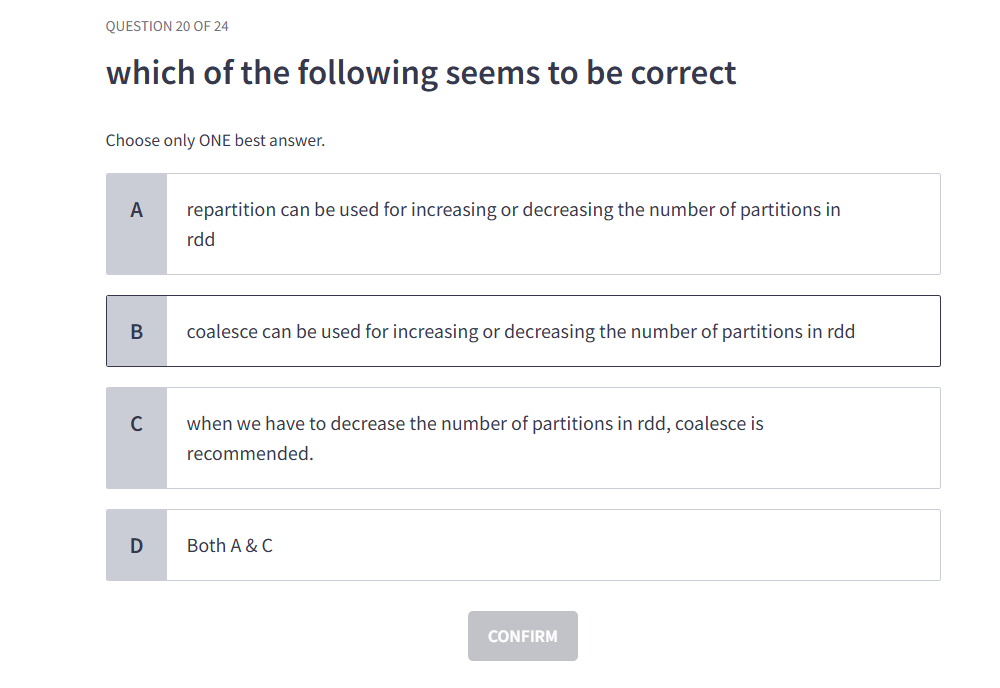 QUESTION 20 OF 24
which of the following seems to be correct
Choose only ONE best answer.
A
repartition can be used for increasing or decreasing the number of partitions in
rdd
B
coalesce can be used for increasing or decreasing the number of partitions in rdd
C
when we have to decrease the number of partitions in rdd, coalesce is
recommended.
D
Both A & C
CONFIRM